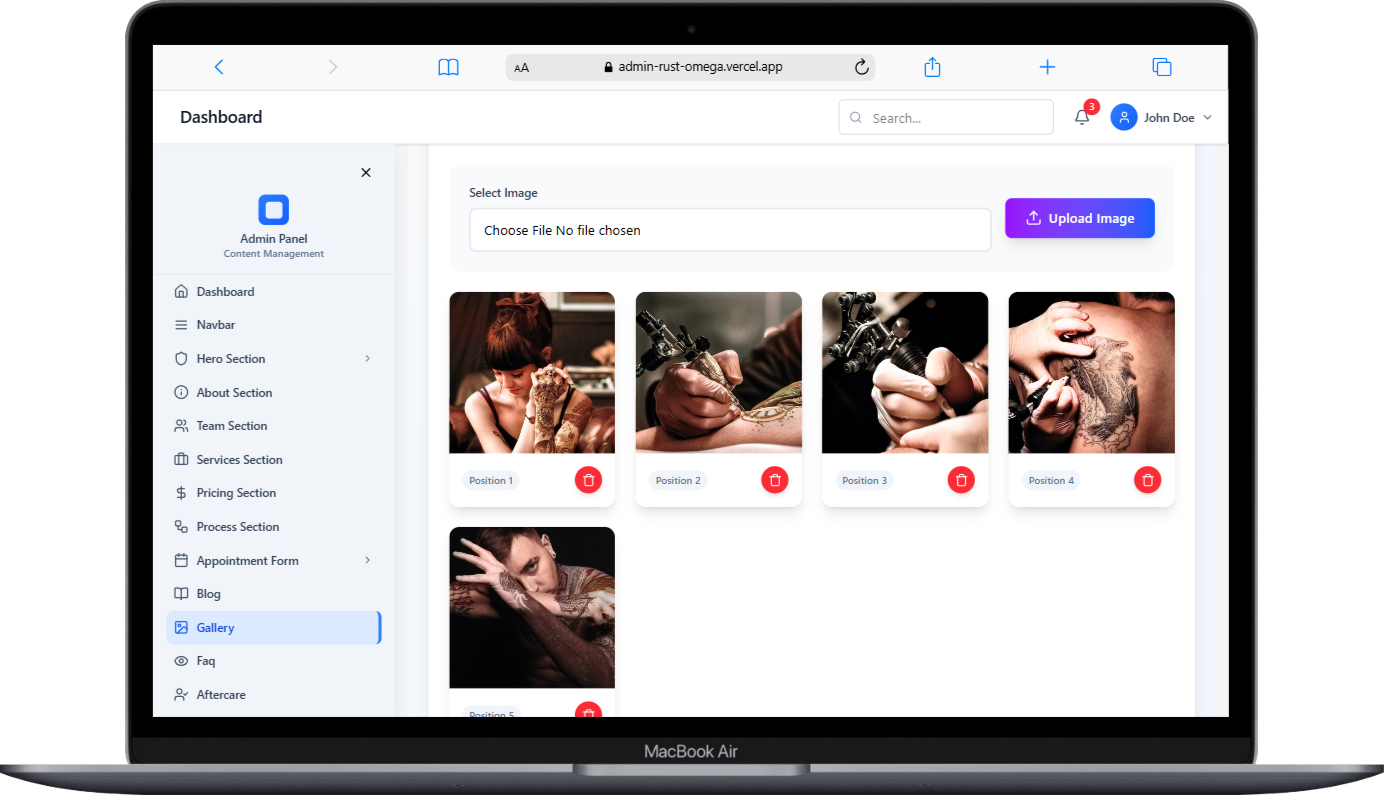 AA admin-rust-omega.vercel.app
Dashboard
Search...
3
John Doe
Admin Panel
Content Management
Dashboard
Navbar
Hero Section
About Section
Team Section
Services Section
Pricing Section
Process Section
Appointment Form
Blog
Gallery
Faq
Aftercare
Select Image
Choose File No file chosen
Upload Image
Position 1
Position 2
Position 3
Position 4
Position 5
MacBook Air